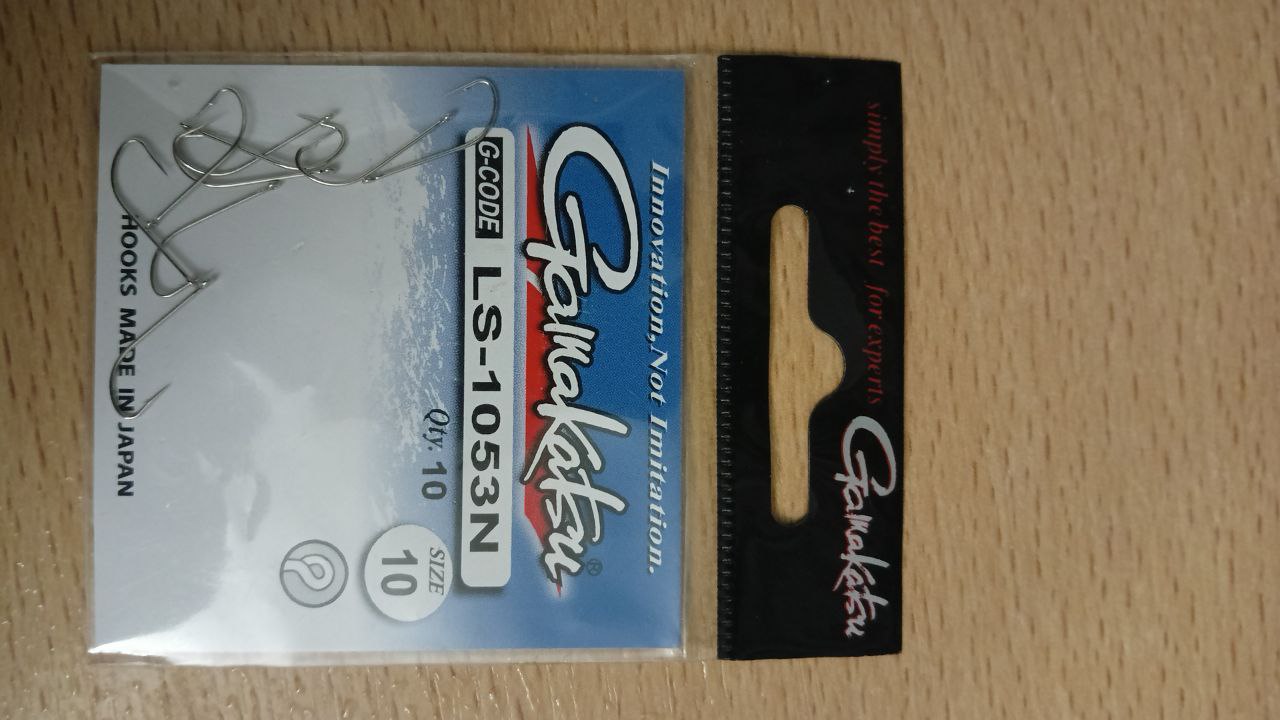 simply the best for experts
Gamakatsu
Innovation,Not Imitation.
Gamakatsu®
G-CODE LS-1053N
Qty. 10
SIZE
10
HOOKS MADE IN JAPAN